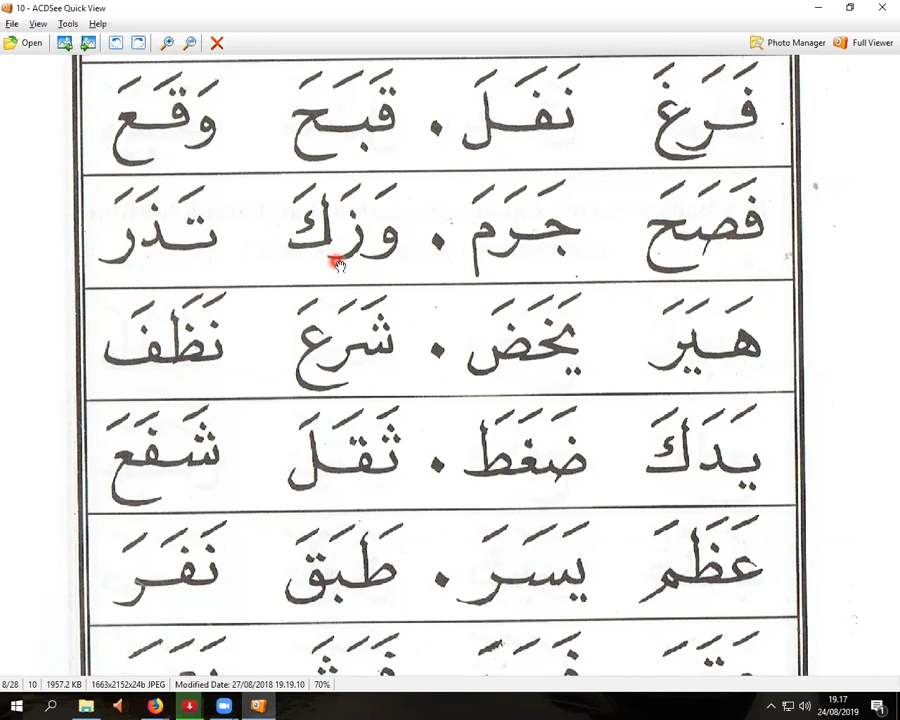 10 - ACDSee Quick View
File View Tools Help
Open Photo Manager Full Viewer
فَرَغَ نَفَلَ . قَبَحَ وَقَعَ
فَصَحَ جَرَمَ . وَرَكَ تَذَرَ
هَيَرَ يَخَضَ . شَرَعَ نَظَفَ
يَدَكَ ضَغَطَ . ثَقَلَ شَفَعَ
عَظَمَ يَسَرَ . طَبَقَ نَفَرَ
8/28 10 1957.2 KB 1663x2152x24b JPEG Modified Date: 27/08/2018 19.19.10 70%
19.17
24/08/2019